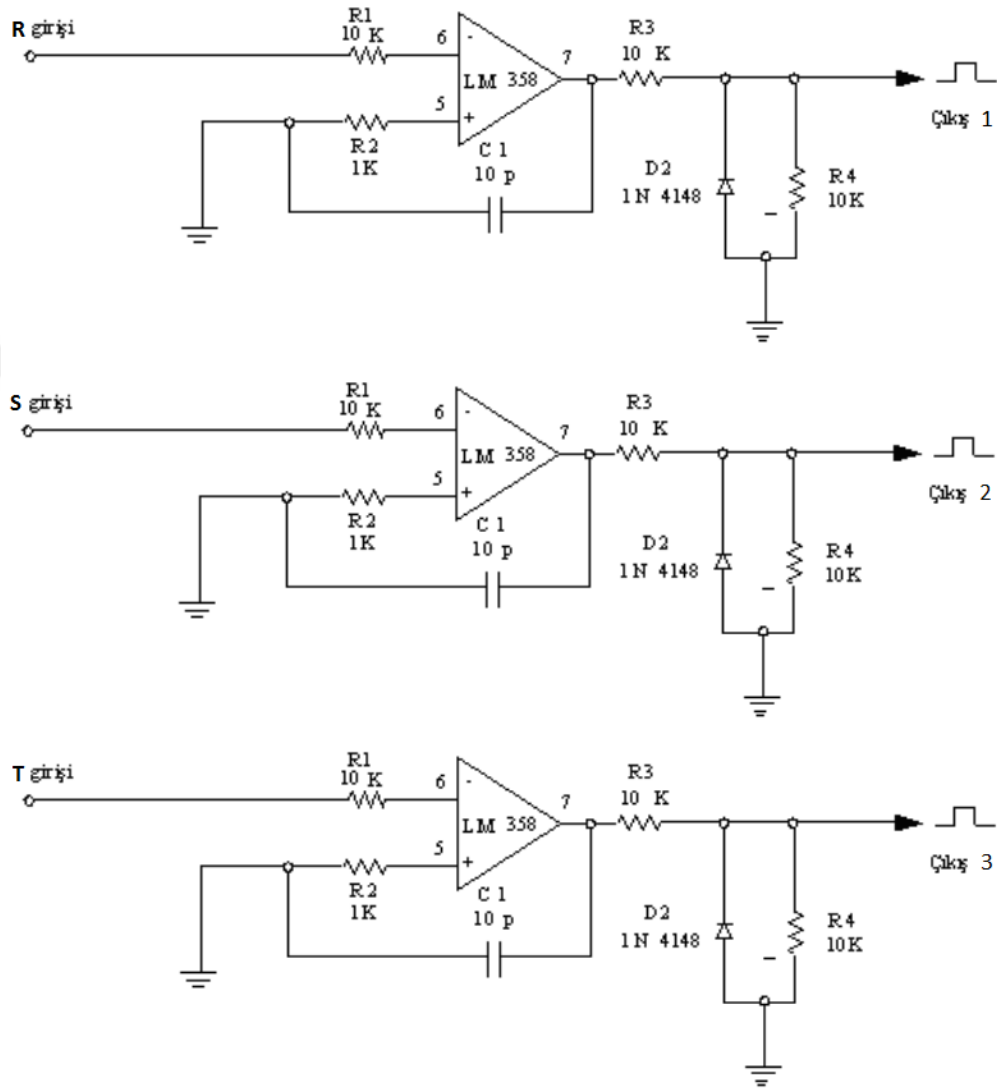 R girişi
R1
10 K
6
-
LM 358
5
+
R2
1K
C1
10 p
7
R3
10 K
D2
1N 4148
R4
10K
Çıkış 1
S girişi
R1
10 K
6
-
LM 358
5
+
R2
1K
C1
10 p
7
R3
10 K
D2
1N 4148
R4
10K
Çıkış 2
T girişi
R1
10 K
6
-
LM 358
5
+
R2
1K
C1
10 p
7
R3
10 K
D2
1N 4148
R4
10K
Çıkış 3